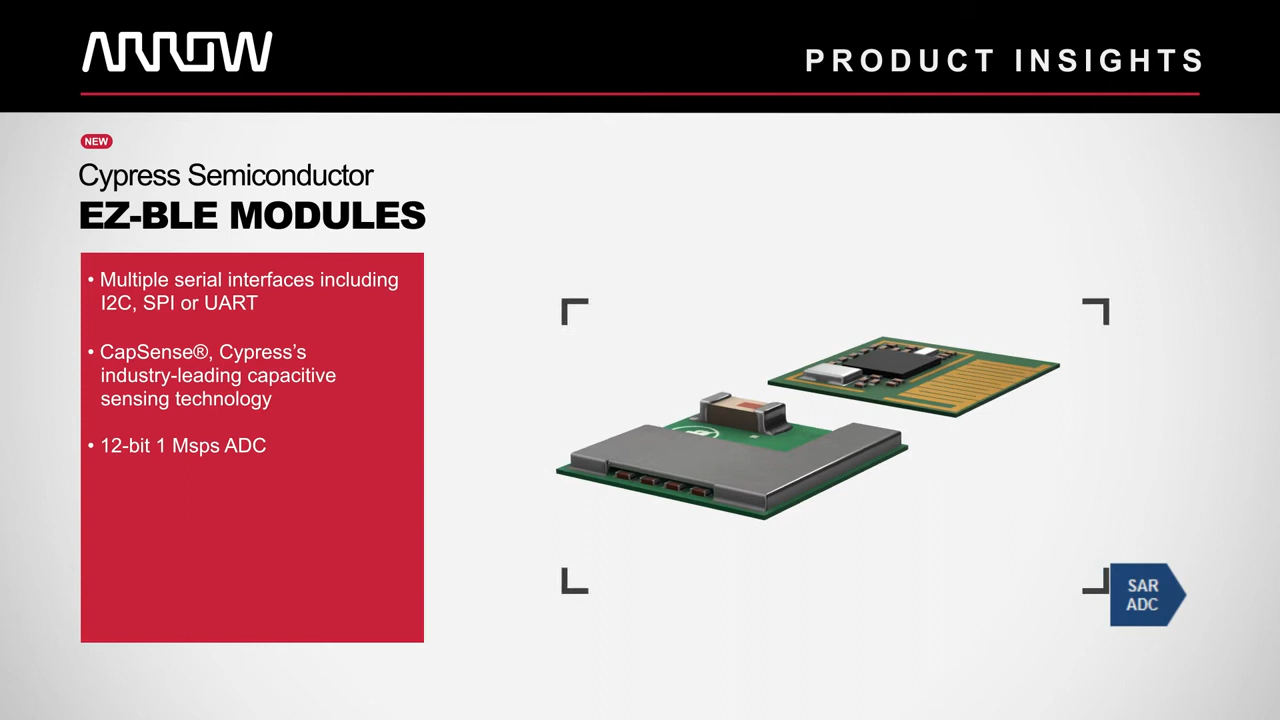 ARROW
PRODUCT INSIGHTS
NEW
Cypress Semiconductor
EZ-BLE MODULES
• Multiple serial interfaces including
I2C, SPI or UART
• CapSense®, Cypress’s
industry-leading capacitive
sensing technology
• 12-bit 1 Msps ADC
SAR
ADC